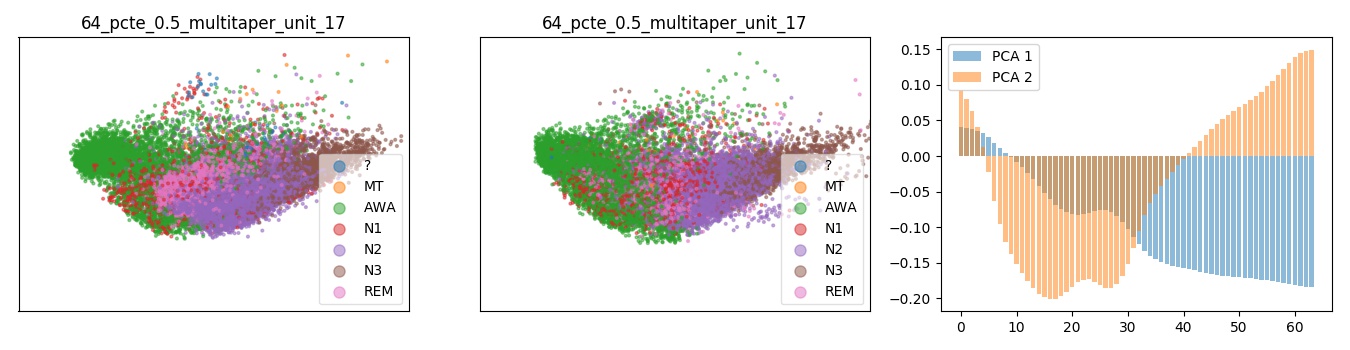 64_pcte_0.5_multitaper_unit_17
?
MT
AWA
N1
N2
N3
REM
64_pcte_0.5_multitaper_unit_17
?
MT
AWA
N1
N2
N3
REM
PCA 1
PCA 2
0.15
0.10
0.05
0.00
−0.05
−0.10
−0.15
−0.20
0 10 20 30 40 50 60